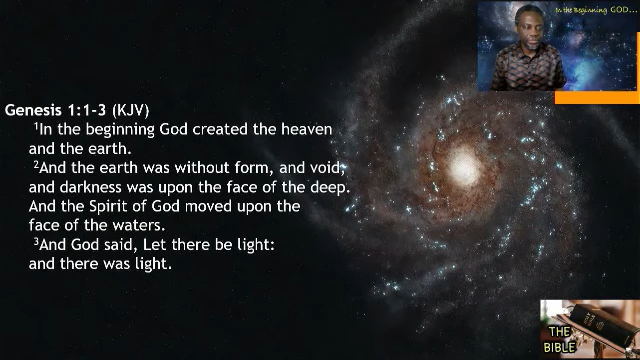 In the Beginning GOD...
Genesis 1:1-3 (KJV)
1In the beginning God created the heaven
and the earth.
2And the earth was without form, and void;
and darkness was upon the face of the deep.
And the Spirit of God moved upon the
face of the waters.
3And God said, Let there be light:
and there was light.
THE
BIBLE